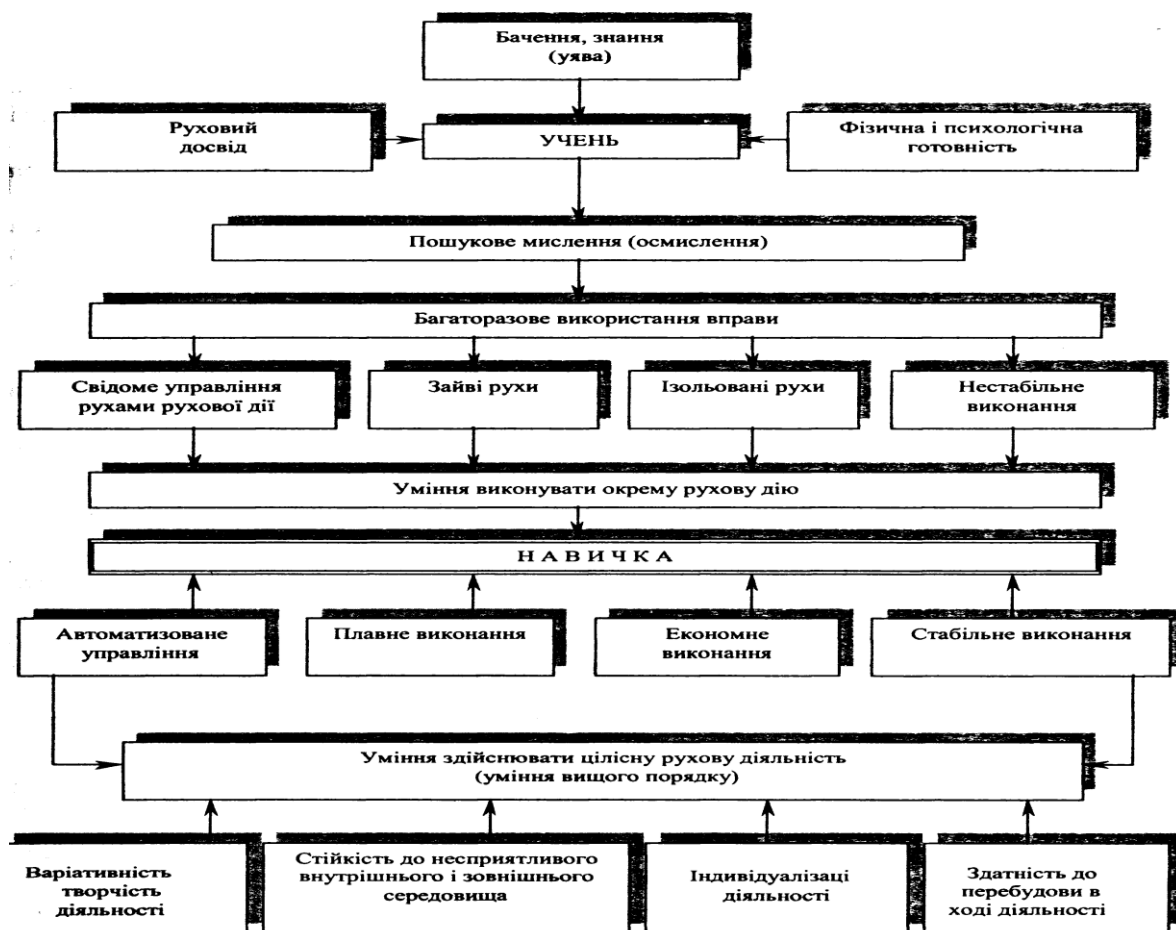 Бачення, знання
(уява)
Руховий
досвід
УЧЕНЬ
Фізична і психологічна
готовність
Пошукове мислення (осмислення)
Багаторазове використання вправи
Свідоме управління
рухами рухової дії
Зайві рухи
Ізольовані рухи
Нестабільне
виконання
Уміння виконувати окрему рухову дію
Н А В И Ч К А
Автоматизоване
управління
Плавне виконання
Економне
виконання
Стабільне виконання
Уміння здійснювати цілісну рухову діяльність
(уміння вищого порядку)
Варіативність
творчість
діяльності
Стійкість до несприятливого
внутрішнього і зовнішнього
середовища
Індивідуалізаці
діяльності
Здатність до
перебудови в
ході діяльності